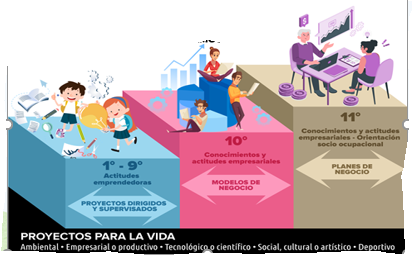 1° - 9°
Actitudes
emprendedoras
PROYECTOS DIRIGIDOS
Y SUPERVISADOS
10°
Conocimientos y
actitudes empresariales
MODELOS DE
NEGOCIO
11°
Conocimientos y actitudes
empresariales - Orientación
socio ocupacional
PLANES DE
NEGOCIO
PROYECTOS PARA LA VIDA
Ambiental • Empresarial o productivo • Tecnológico o científico • Social, cultural o artístico • Deportivo